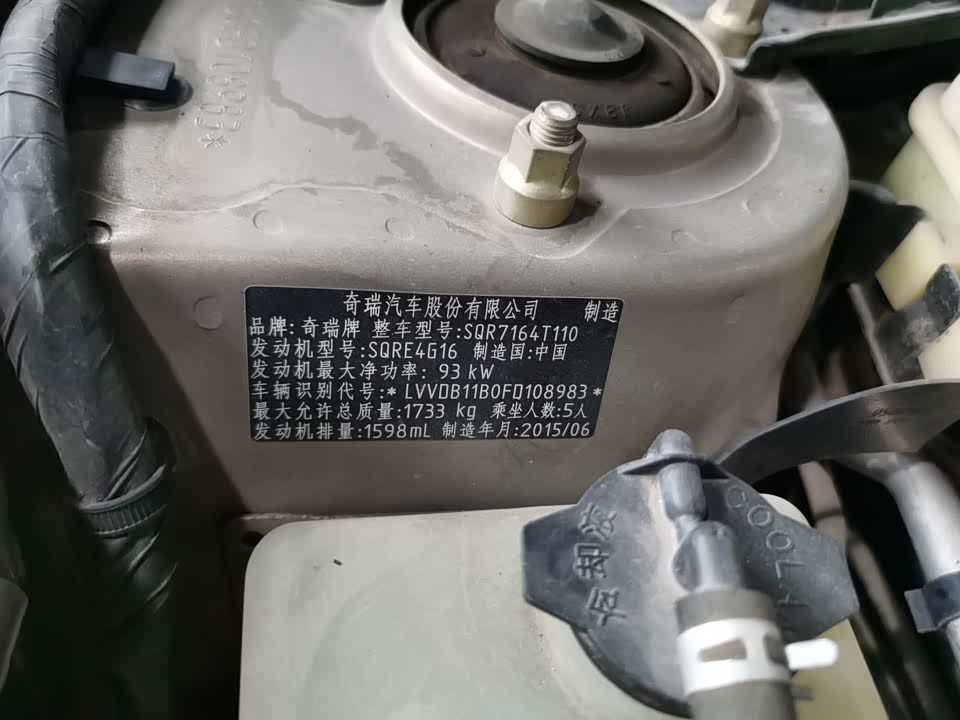 奇瑞汽车股份有限公司 制造
品牌:奇瑞牌 整车型号:SQR7164T110
发动机型号:SQRE4G16 制造国:中国
发动机最大净功率: 93 kW
车辆识别代号:*LVVDB11B0FD108983*
最大允许总质量:1733 kg 乘坐人数:5人
发动机排量:1598mL 制造年月:2015/06
冷却液